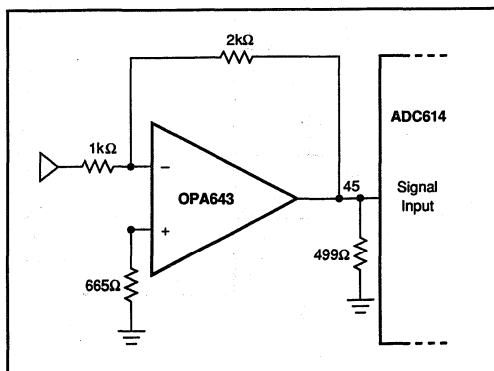 2kΩ
ADC614
1kΩ
−
OPA643
45
Signal
Input
+
499Ω
665Ω